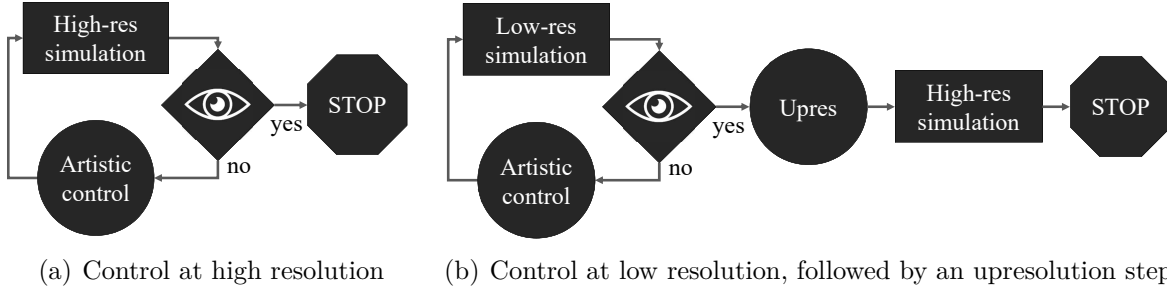 High-res
simulation
yes
STOP
no
Artistic
control
(a) Control at high resolution
Low-res
simulation
yes
Upres
High-res
simulation
STOP
no
Artistic
control
(b) Control at low resolution, followed by an upresolution step